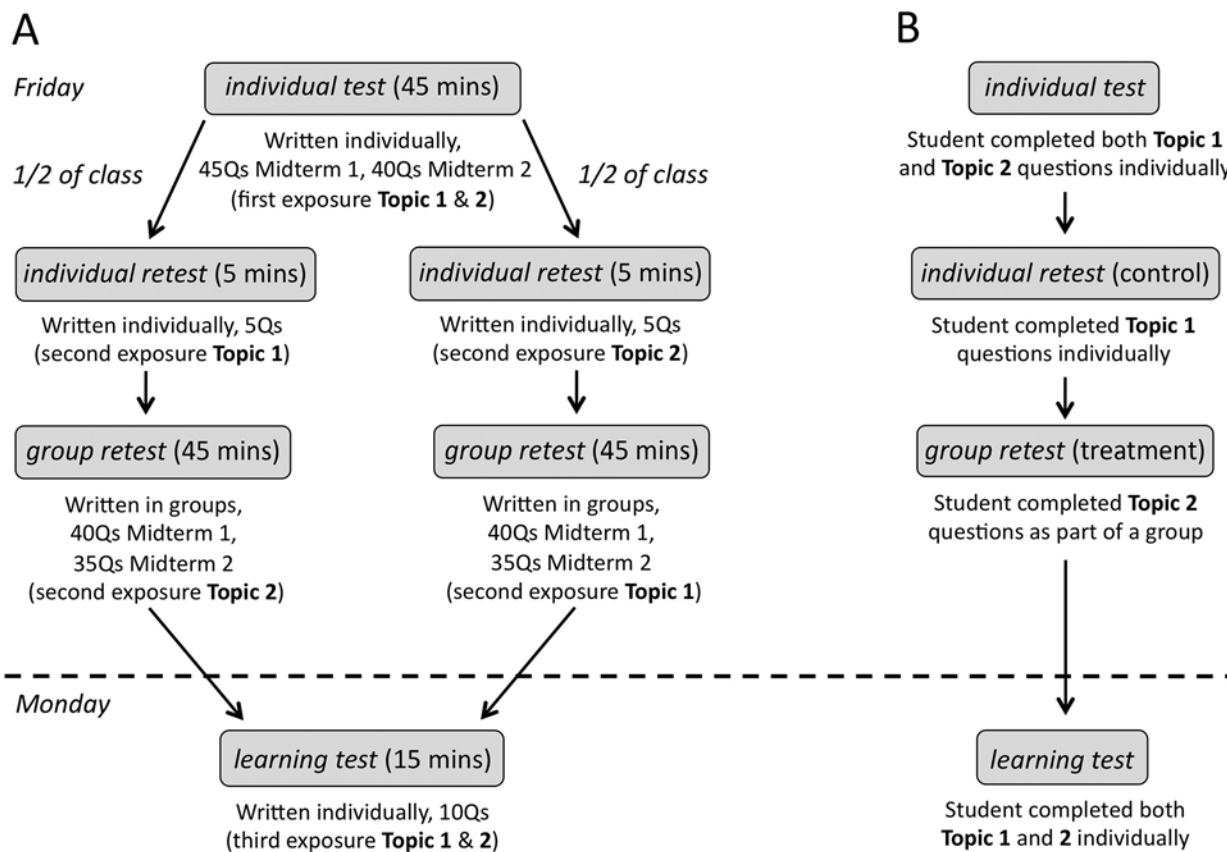 A
Friday
individual test (45 mins)
Written individually,
45Qs Midterm 1, 40Qs Midterm 2
(first exposure Topic 1 & 2)
1/2 of class
1/2 of class
individual retest (5 mins)
Written individually, 5Qs
(second exposure Topic 1)
individual retest (5 mins)
Written individually, 5Qs
(second exposure Topic 2)
group retest (45 mins)
Written in groups,
40Qs Midterm 1,
35Qs Midterm 2
(second exposure Topic 2)
group retest (45 mins)
Written in groups,
40Qs Midterm 1,
35Qs Midterm 2
(second exposure Topic 1)
Monday
learning test (15 mins)
Written individually, 10Qs
(third exposure Topic 1 & 2)
B
individual test
Student completed both Topic 1
and Topic 2 questions individually
individual retest (control)
Student completed Topic 1
questions individually
group retest (treatment)
Student completed Topic 2
questions as part of a group
learning test
Student completed both
Topic 1 and 2 individually